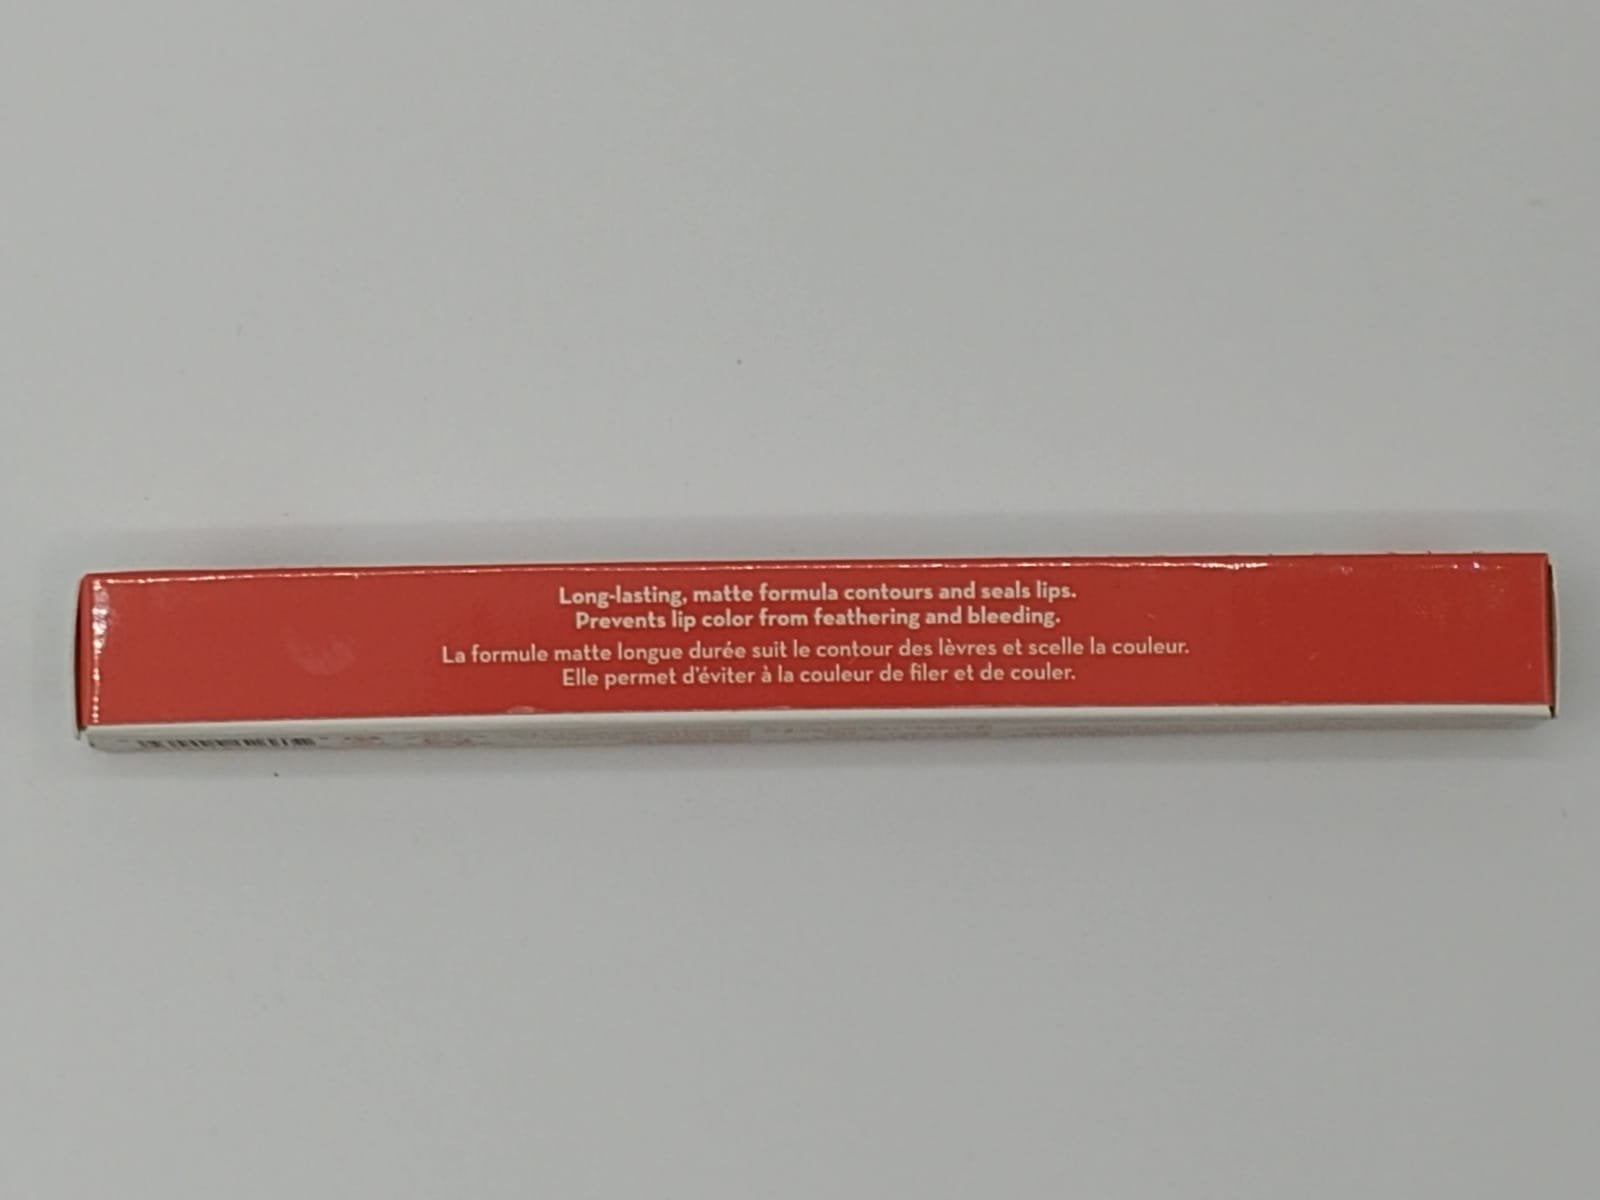 Long-lasting, matte formula contours and seals lips.
Prevents lip color from feathering and bleeding.
La formule matte longue durée suit le contour des lèvres et scelle la couleur.
Elle permet d'éviter à la couleur de filer et de couler.